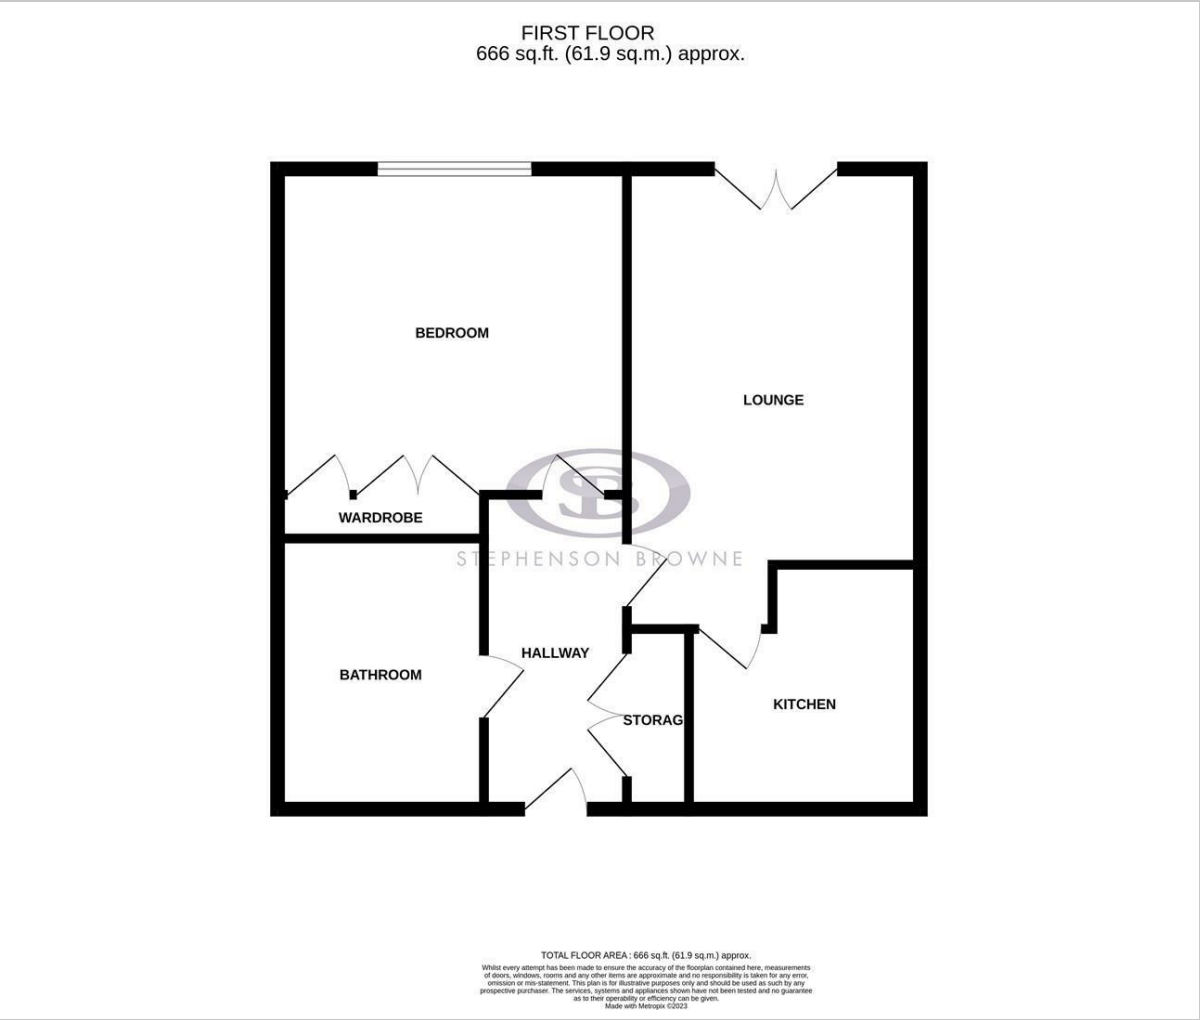 FIRST FLOOR
666 sq.ft. (61.9 sq.m.) approx.
BEDROOM
LOUNGE
SB
WARDROBE
STEPHENSON BROWNE
HALLWAY
BATHROOM
KITCHEN
STORAG
TOTAL FLOOR AREA : 666 sq.ft. (61.9 sq.m.) approx.
Whilst every attempt has been made to ensure the accuracy of the floorplan contained here, measurements
of doors, windows, rooms and any other items are approximate and no responsibility is taken for any error,
omission or mis-statement. This plan is for illustrative purposes only and should be used as such by any
prospective purchaser. The services, systems and appliances shown have not been tested and no guarantee
as to their operability or efficiency can be given.
Made with Metropix ©2023